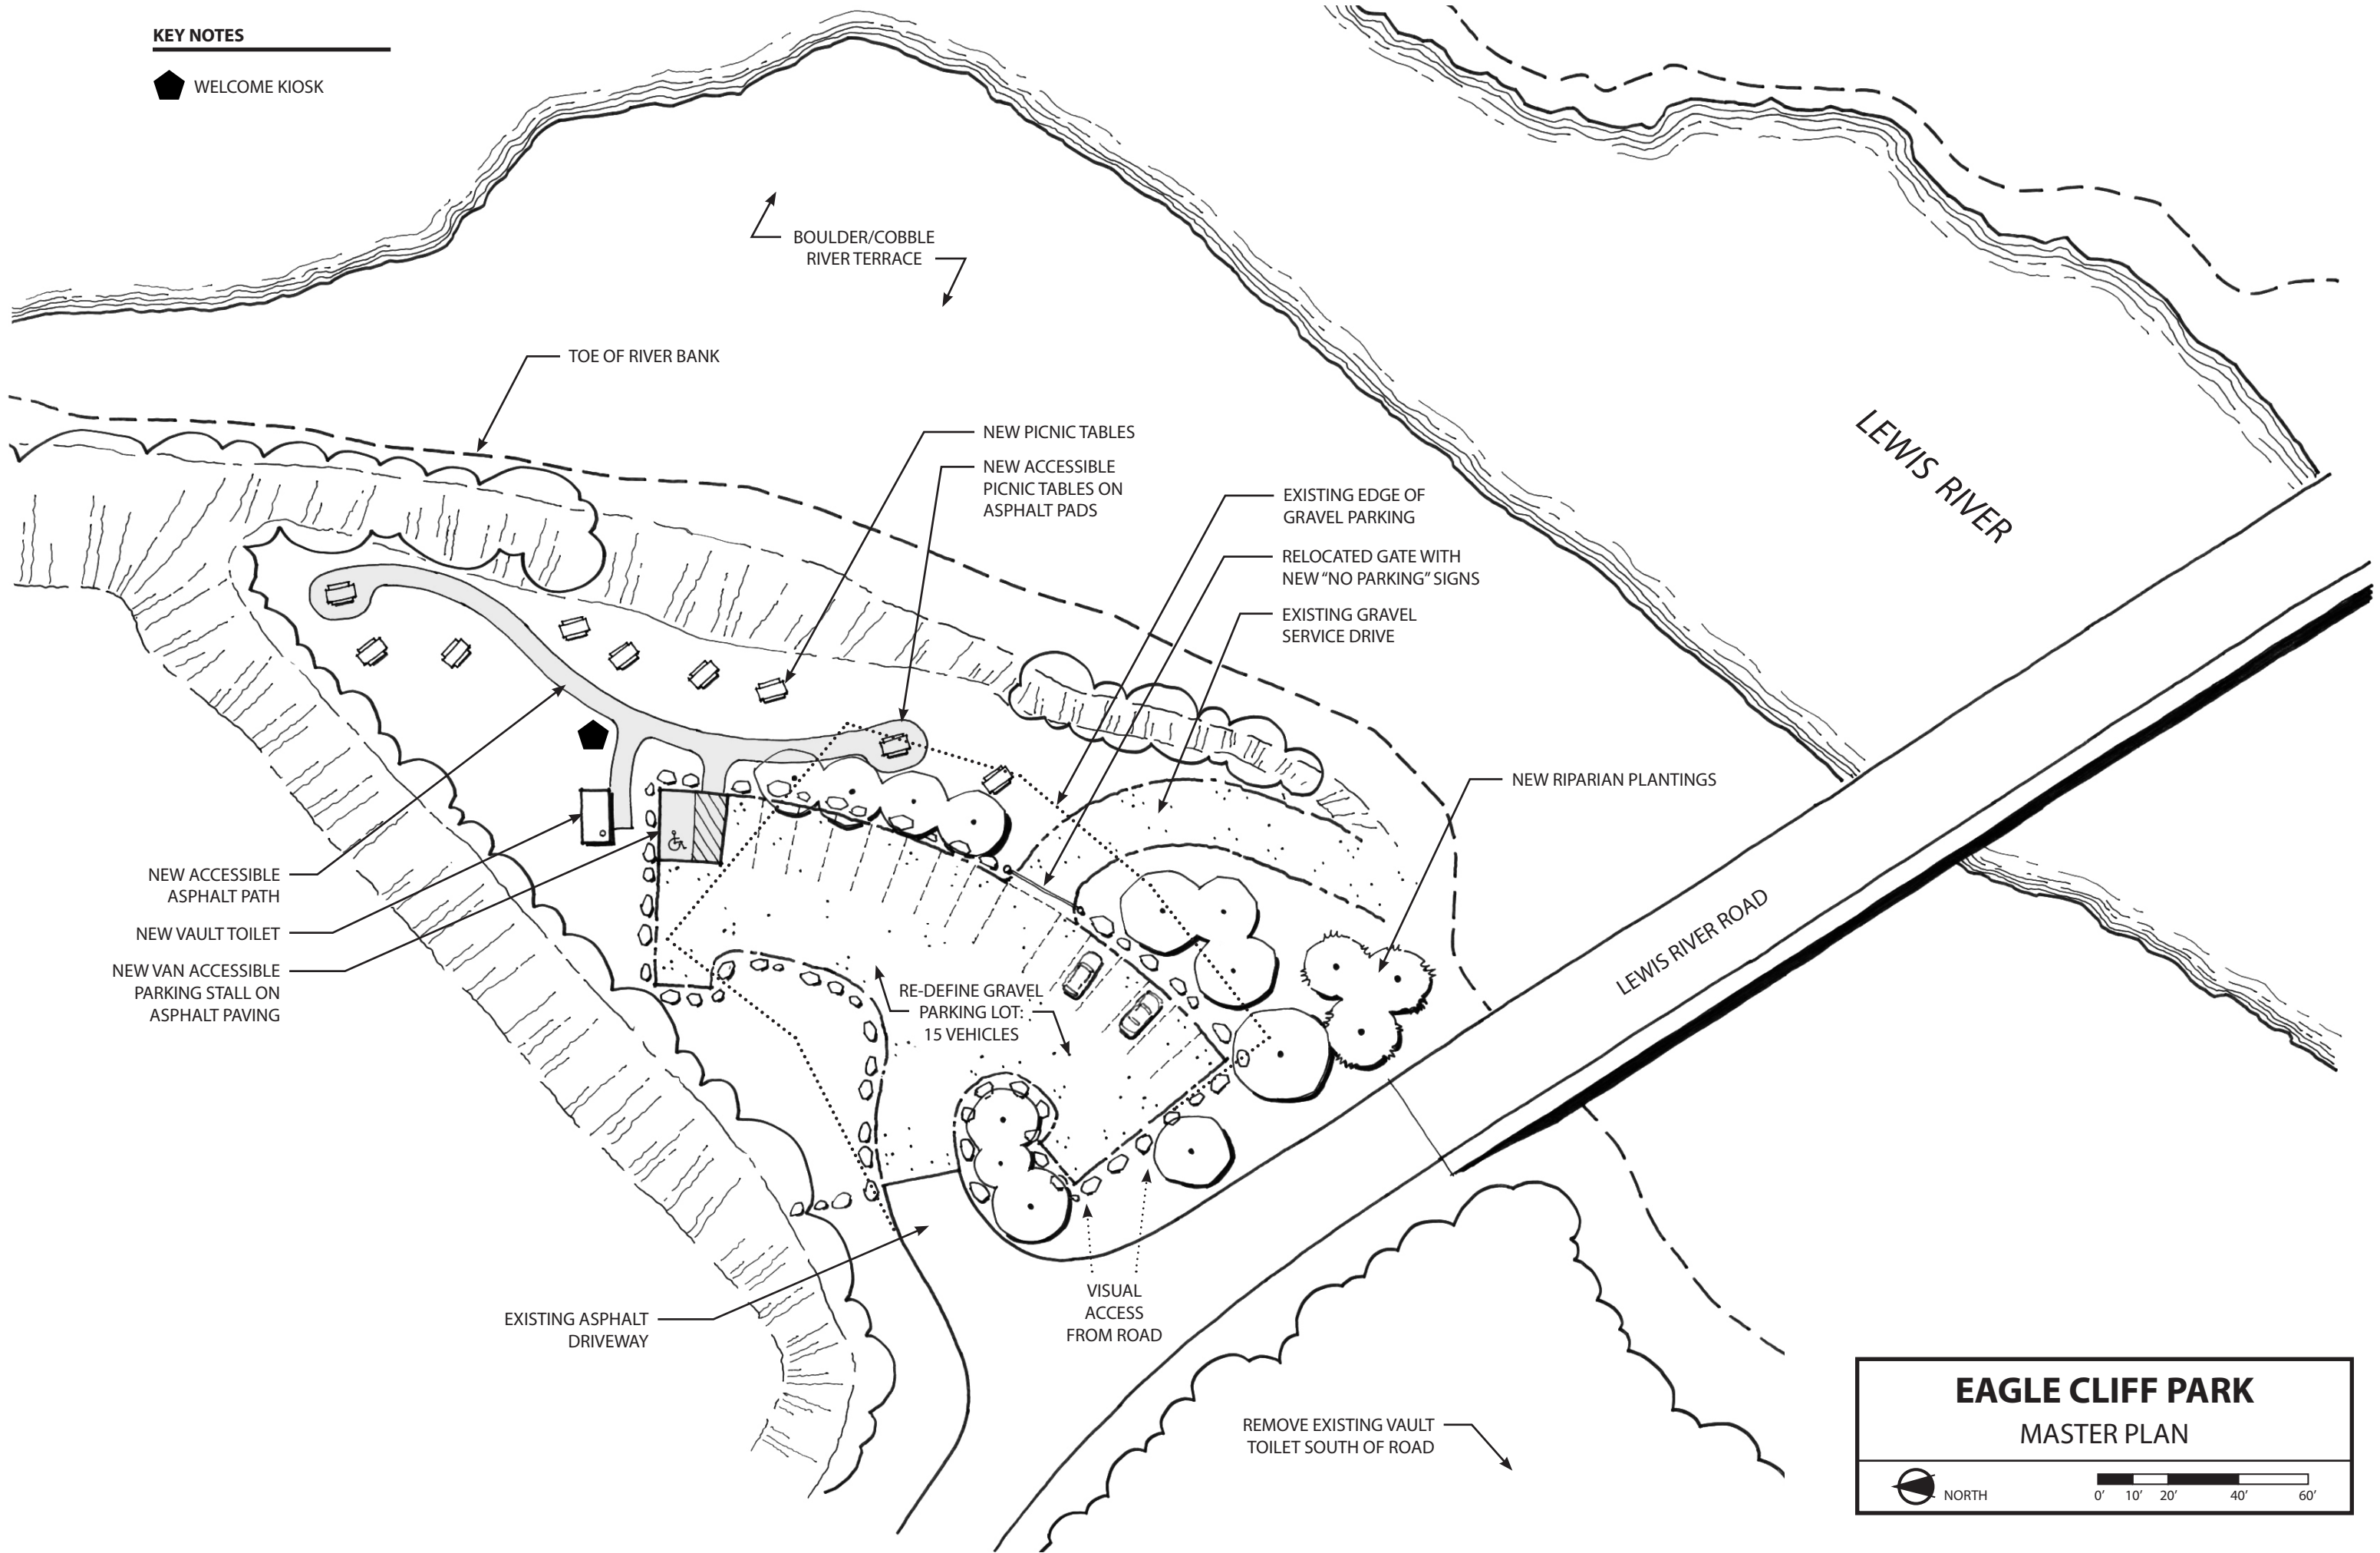 KEY NOTES
WELCOME KIOSK
BOULDER/COBBLE
RIVER TERRACE
TOE OF RIVER BANK
NEW PICNIC TABLES
NEW ACCESSIBLE
PICNIC TABLES ON
ASPHALT PADS
EXISTING EDGE OF
GRAVEL PARKING
RELOCATED GATE WITH
NEW “NO PARKING” SIGNS
EXISTING GRAVEL
SERVICE DRIVE
LEWIS RIVER
NEW RIPARIAN PLANTINGS
LEWIS RIVER ROAD
NEW ACCESSIBLE
ASPHALT PATH
NEW VAULT TOILET
NEW VAN ACCESSIBLE
PARKING STALL ON
ASPHALT PAVING
RE-DEFINE GRAVEL
PARKING LOT:
15 VEHICLES
EXISTING ASPHALT
DRIVEWAY
VISUAL
ACCESS
FROM ROAD
REMOVE EXISTING VAULT
TOILET SOUTH OF ROAD
EAGLE CLIFF PARK
MASTER PLAN
NORTH
0’ 10’ 20’ 40’ 60’